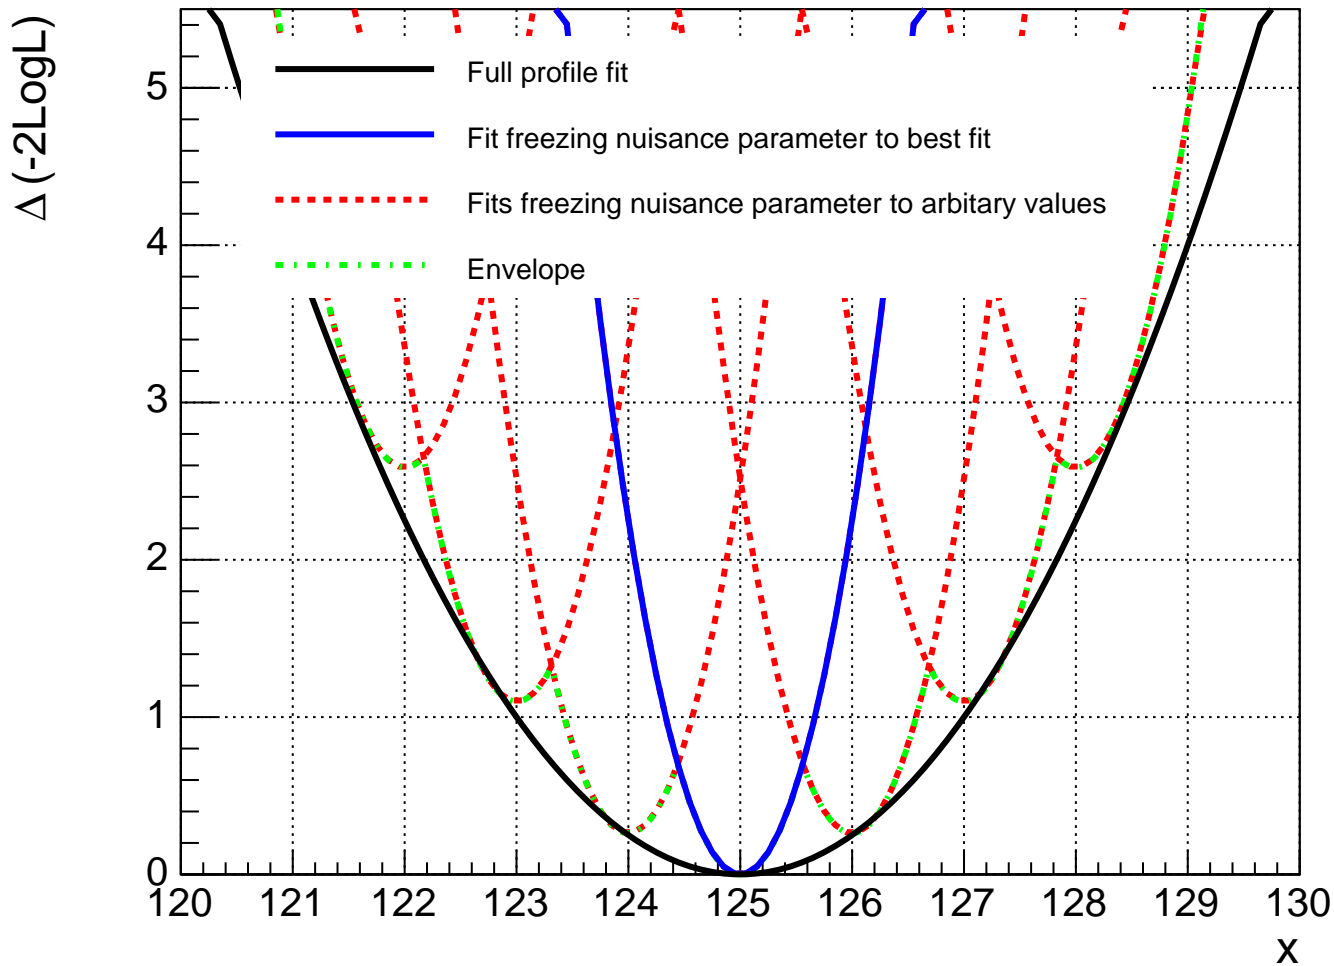 Δ (-2LogL)
5
4
3
2
1
0
Full profile fit
Fit freezing nuisance parameter to best fit
Fits freezing nuisance parameter to arbitary values
Envelope
120 121 122 123 124 125 126 127 128 129 130
x